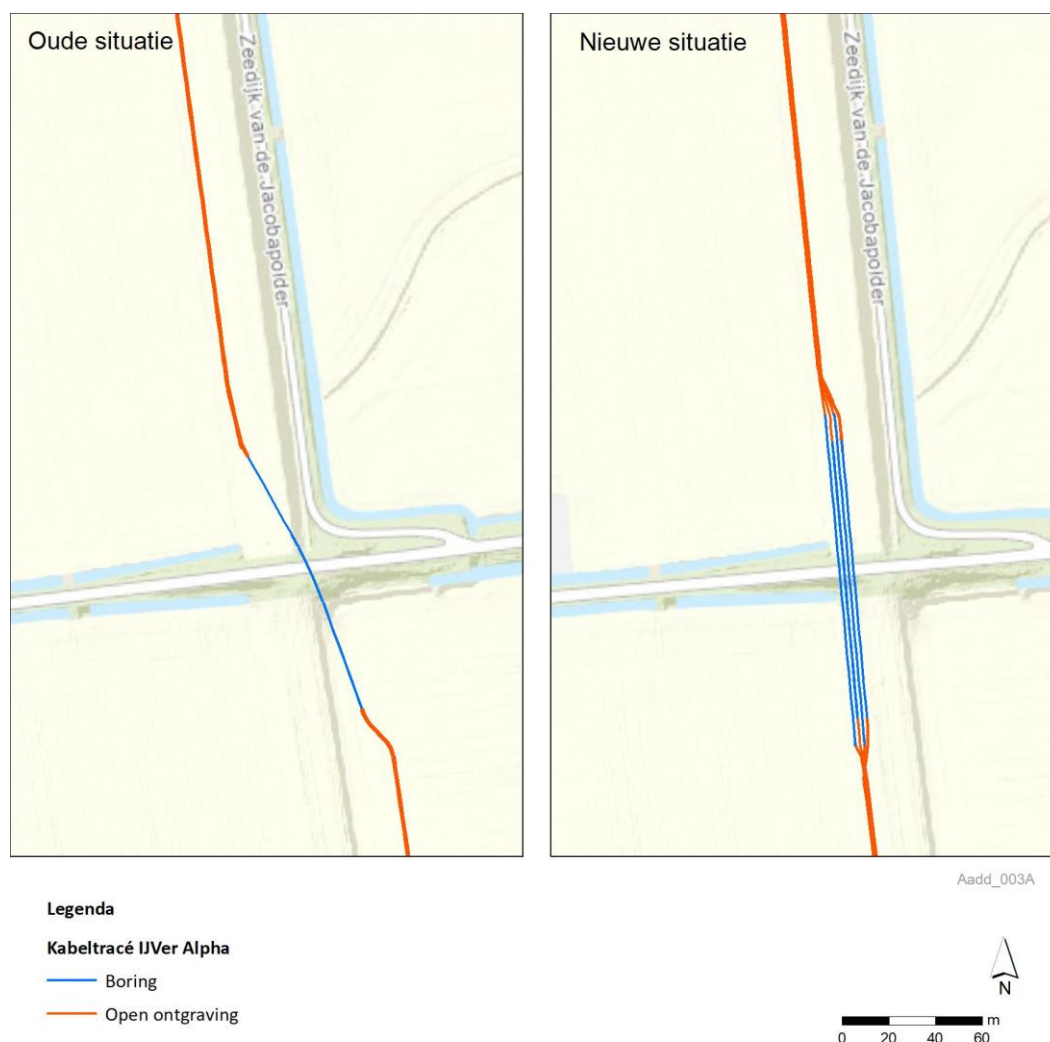 Oude situatie
Zeedijk van de Jacobapolder
Nieuwe situatie
Zeedijk van de Jacobapolder
Aadd_003A
Legenda
Kabeltracé IJVer Alpha
Boring
Open ontgraving
N
m
0 20 40 60